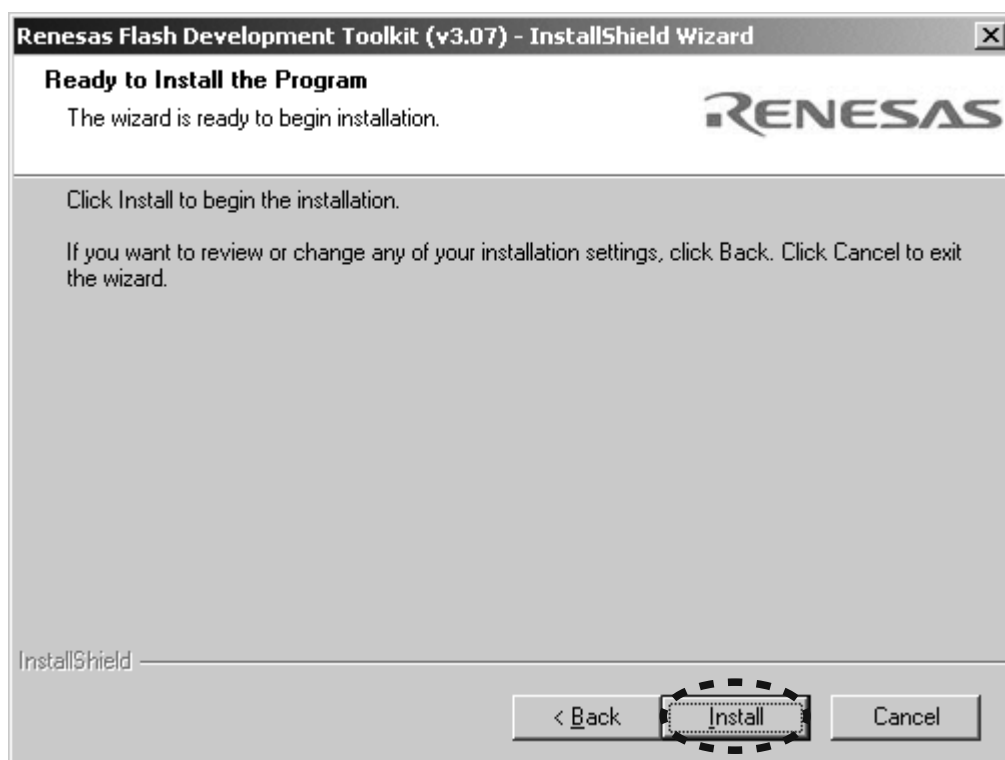 Renesas Flash Development Toolkit (v3.07) - InstallShield Wizard
Ready to Install the Program
The wizard is ready to begin installation.
RENESAS
Click Install to begin the installation.
If you want to review or change any of your installation settings, click Back. Click Cancel to exit
the wizard.
InstallShield
< Back Install Cancel